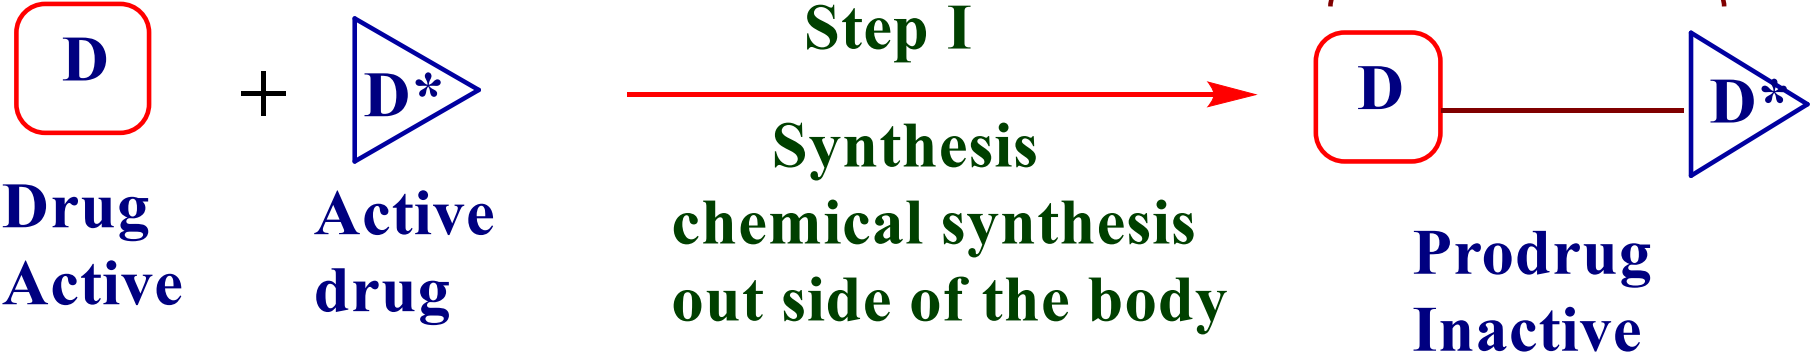 D
+
D*
Drug
Active
Active
drug
Step I
Synthesis
chemical synthesis
out side of the body
D
D*
Prodrug
Inactive